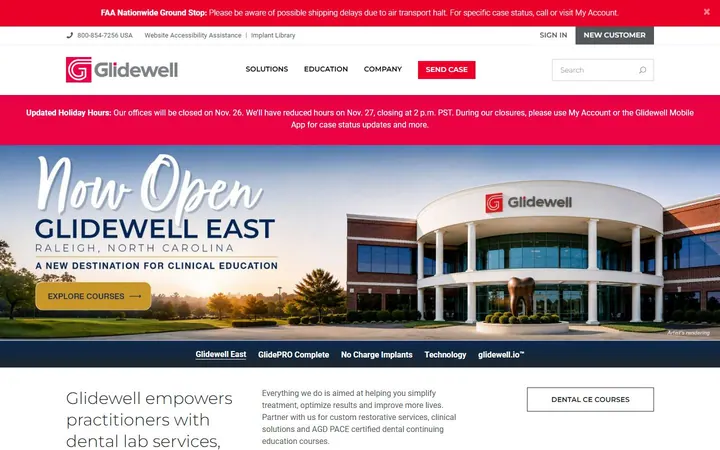 FAA Nationwide Ground Stop: Please be aware of possible shipping delays due to air transport halt. For specific case status, call or visit My Account.
×
800-854-7256 USA Website Accessibility Assistance | Implant Library
SIGN IN NEW CUSTOMER
Glidewell
SOLUTIONS EDUCATION COMPANY SEND CASE
Search
Updated Holiday Hours: Our offices will be closed on Nov. 26. We'll have reduced hours on Nov. 27, closing at 2 p.m. PST. During our closures, please use My Account or the Glidewell Mobile
App for case status updates and more.
Now Open
GLIDEWELL EAST
RALEIGH, NORTH CAROLINA
A NEW DESTINATION FOR CLINICAL EDUCATION
EXPLORE COURSES →
Glidewell
Artist's rendering
Glidewell East GlidePRO Complete No Charge Implants Technology glidewell.io™
Glidewell empowers
practitioners with
dental lab services,
Everything we do is aimed at helping you simplify
treatment, optimize results and improve more lives.
Partner with us for custom restorative services, clinical
solutions and AGD PACE certified dental continuing
education courses.
DENTAL CE COURSES